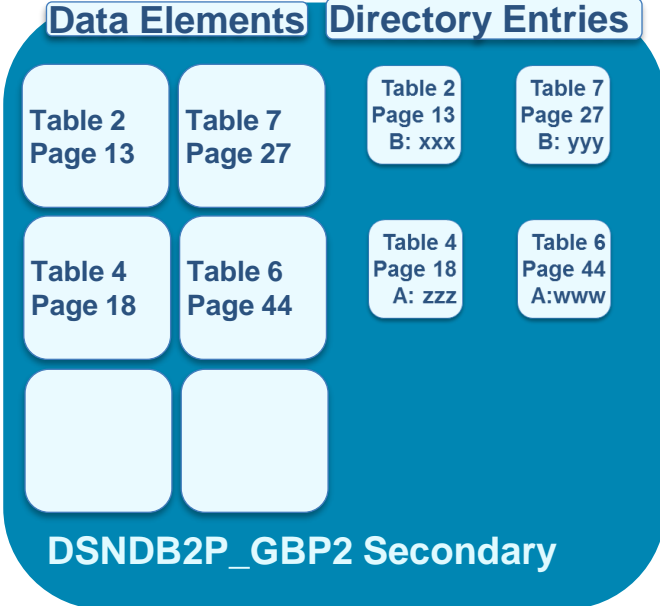 Data Elements
Directory Entries
Table 2
Page 13
Table 7
Page 27
Table 2
Page 13
B: xxx
Table 7
Page 27
B: yyy
Table 4
Page 18
Table 6
Page 44
Table 4
Page 18
A: zzz
Table 6
Page 44
A:www
DSNDB2P_GBP2 Secondary